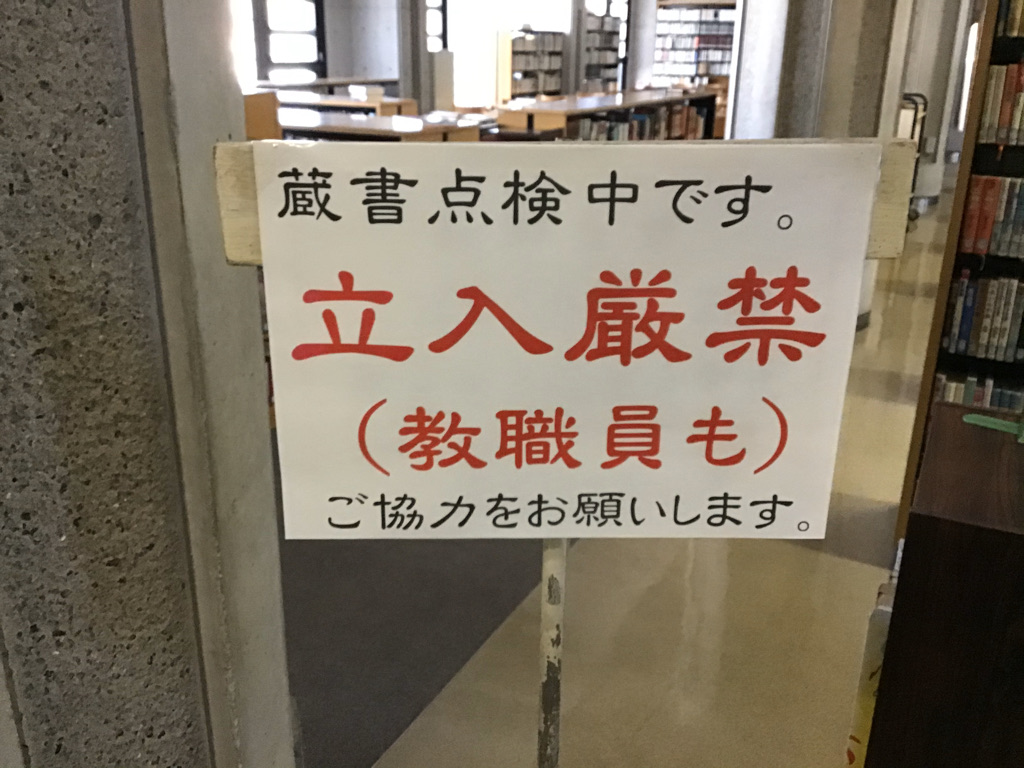 蔵書点検中です。
立入厳禁
（教職員も）
ご協力をお願いします。